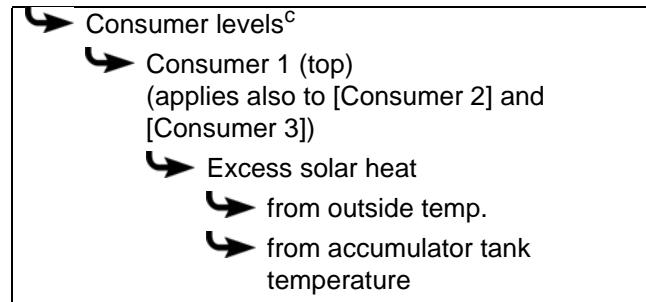 Consumer levelsc
Consumer 1 (top)
(applies also to [Consumer 2] and
[Consumer 3])
Excess solar heat
from outside temp.
from accumulator tank
temperature